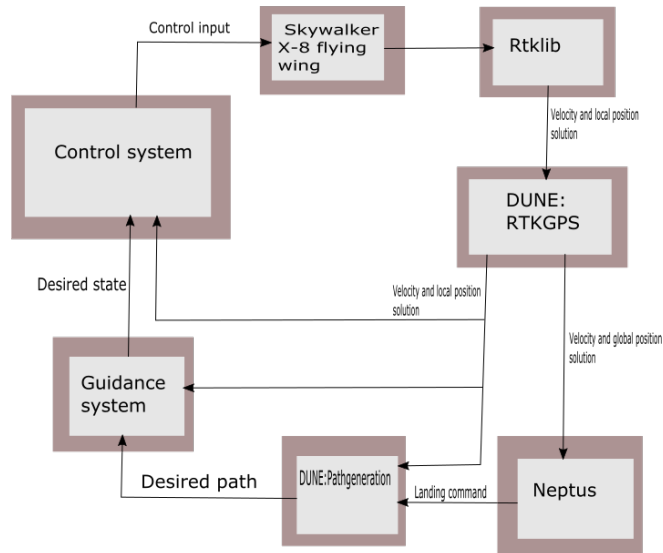 Control input
Skywalker
X-8 flying
wing
Rtklib
Velocity and local position
solution
Control system
DUNE:
RTKGPS
Desired state
Velocity and local position
solution
Velocity and global position
solution
Guidance
system
DUNE:Pathgeneration
Desired path
Landing command
Neptus